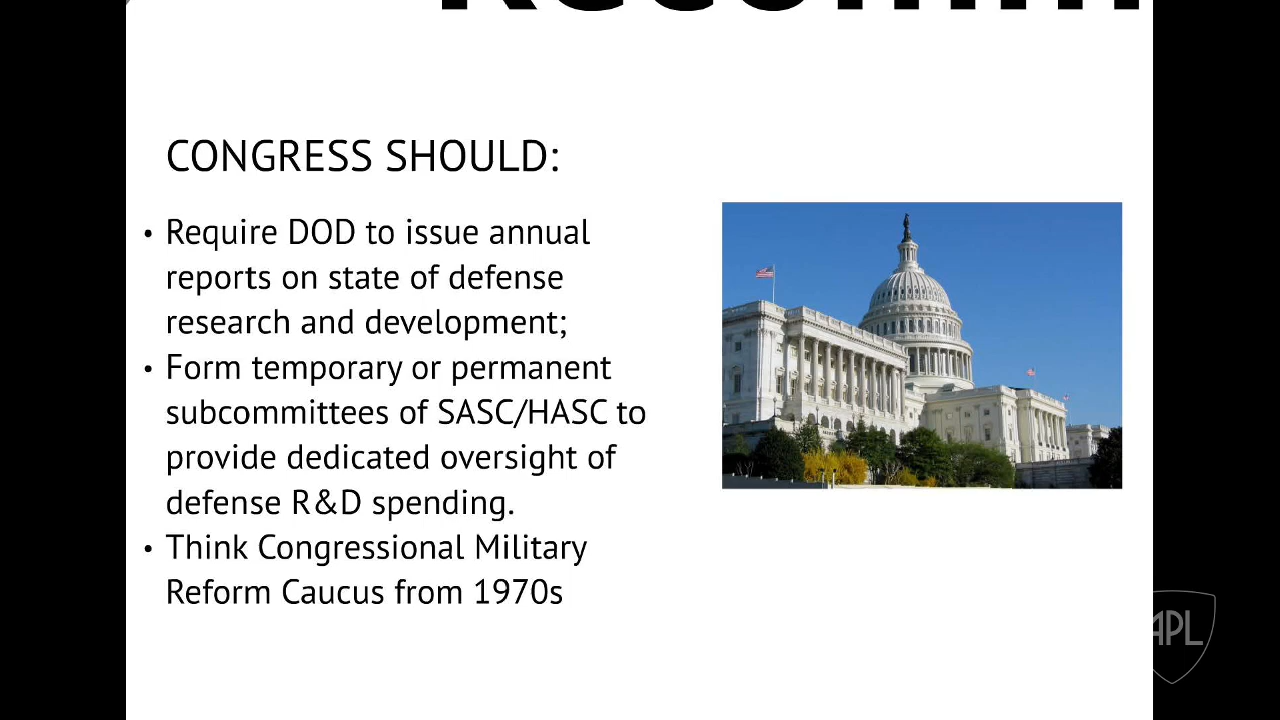 CONGRESS SHOULD:
• Require DOD to issue annual
reports on state of defense
research and development;
• Form temporary or permanent
subcommittees of SASC/HASC to
provide dedicated oversight of
defense R&D spending.
• Think Congressional Military
Reform Caucus from 1970s
APL